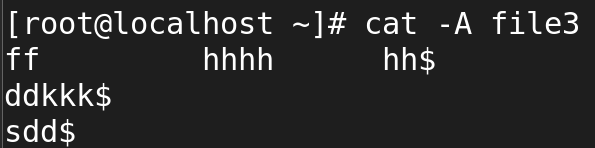 [root@localhost ~]# cat -A file3
ff         hhhh      hh$
ddkkk$
sdd$